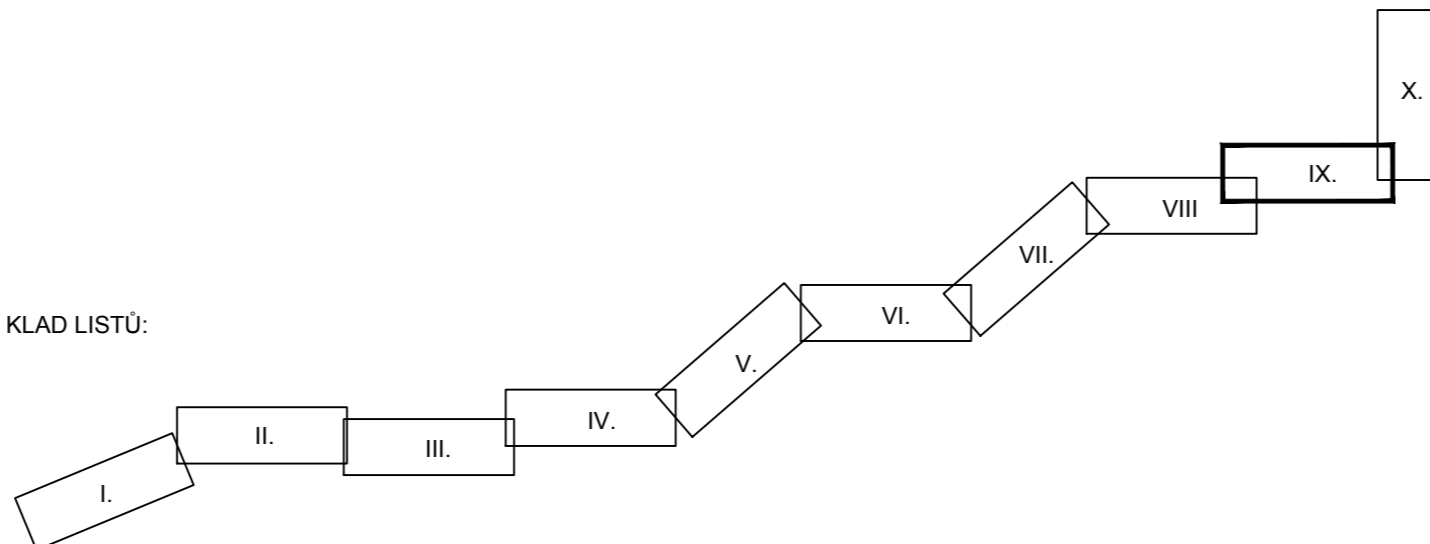 X.
IX.
VIII
VII.
VI.
KLAD LISTŮ:
V.
IV.
II.
III.
I.